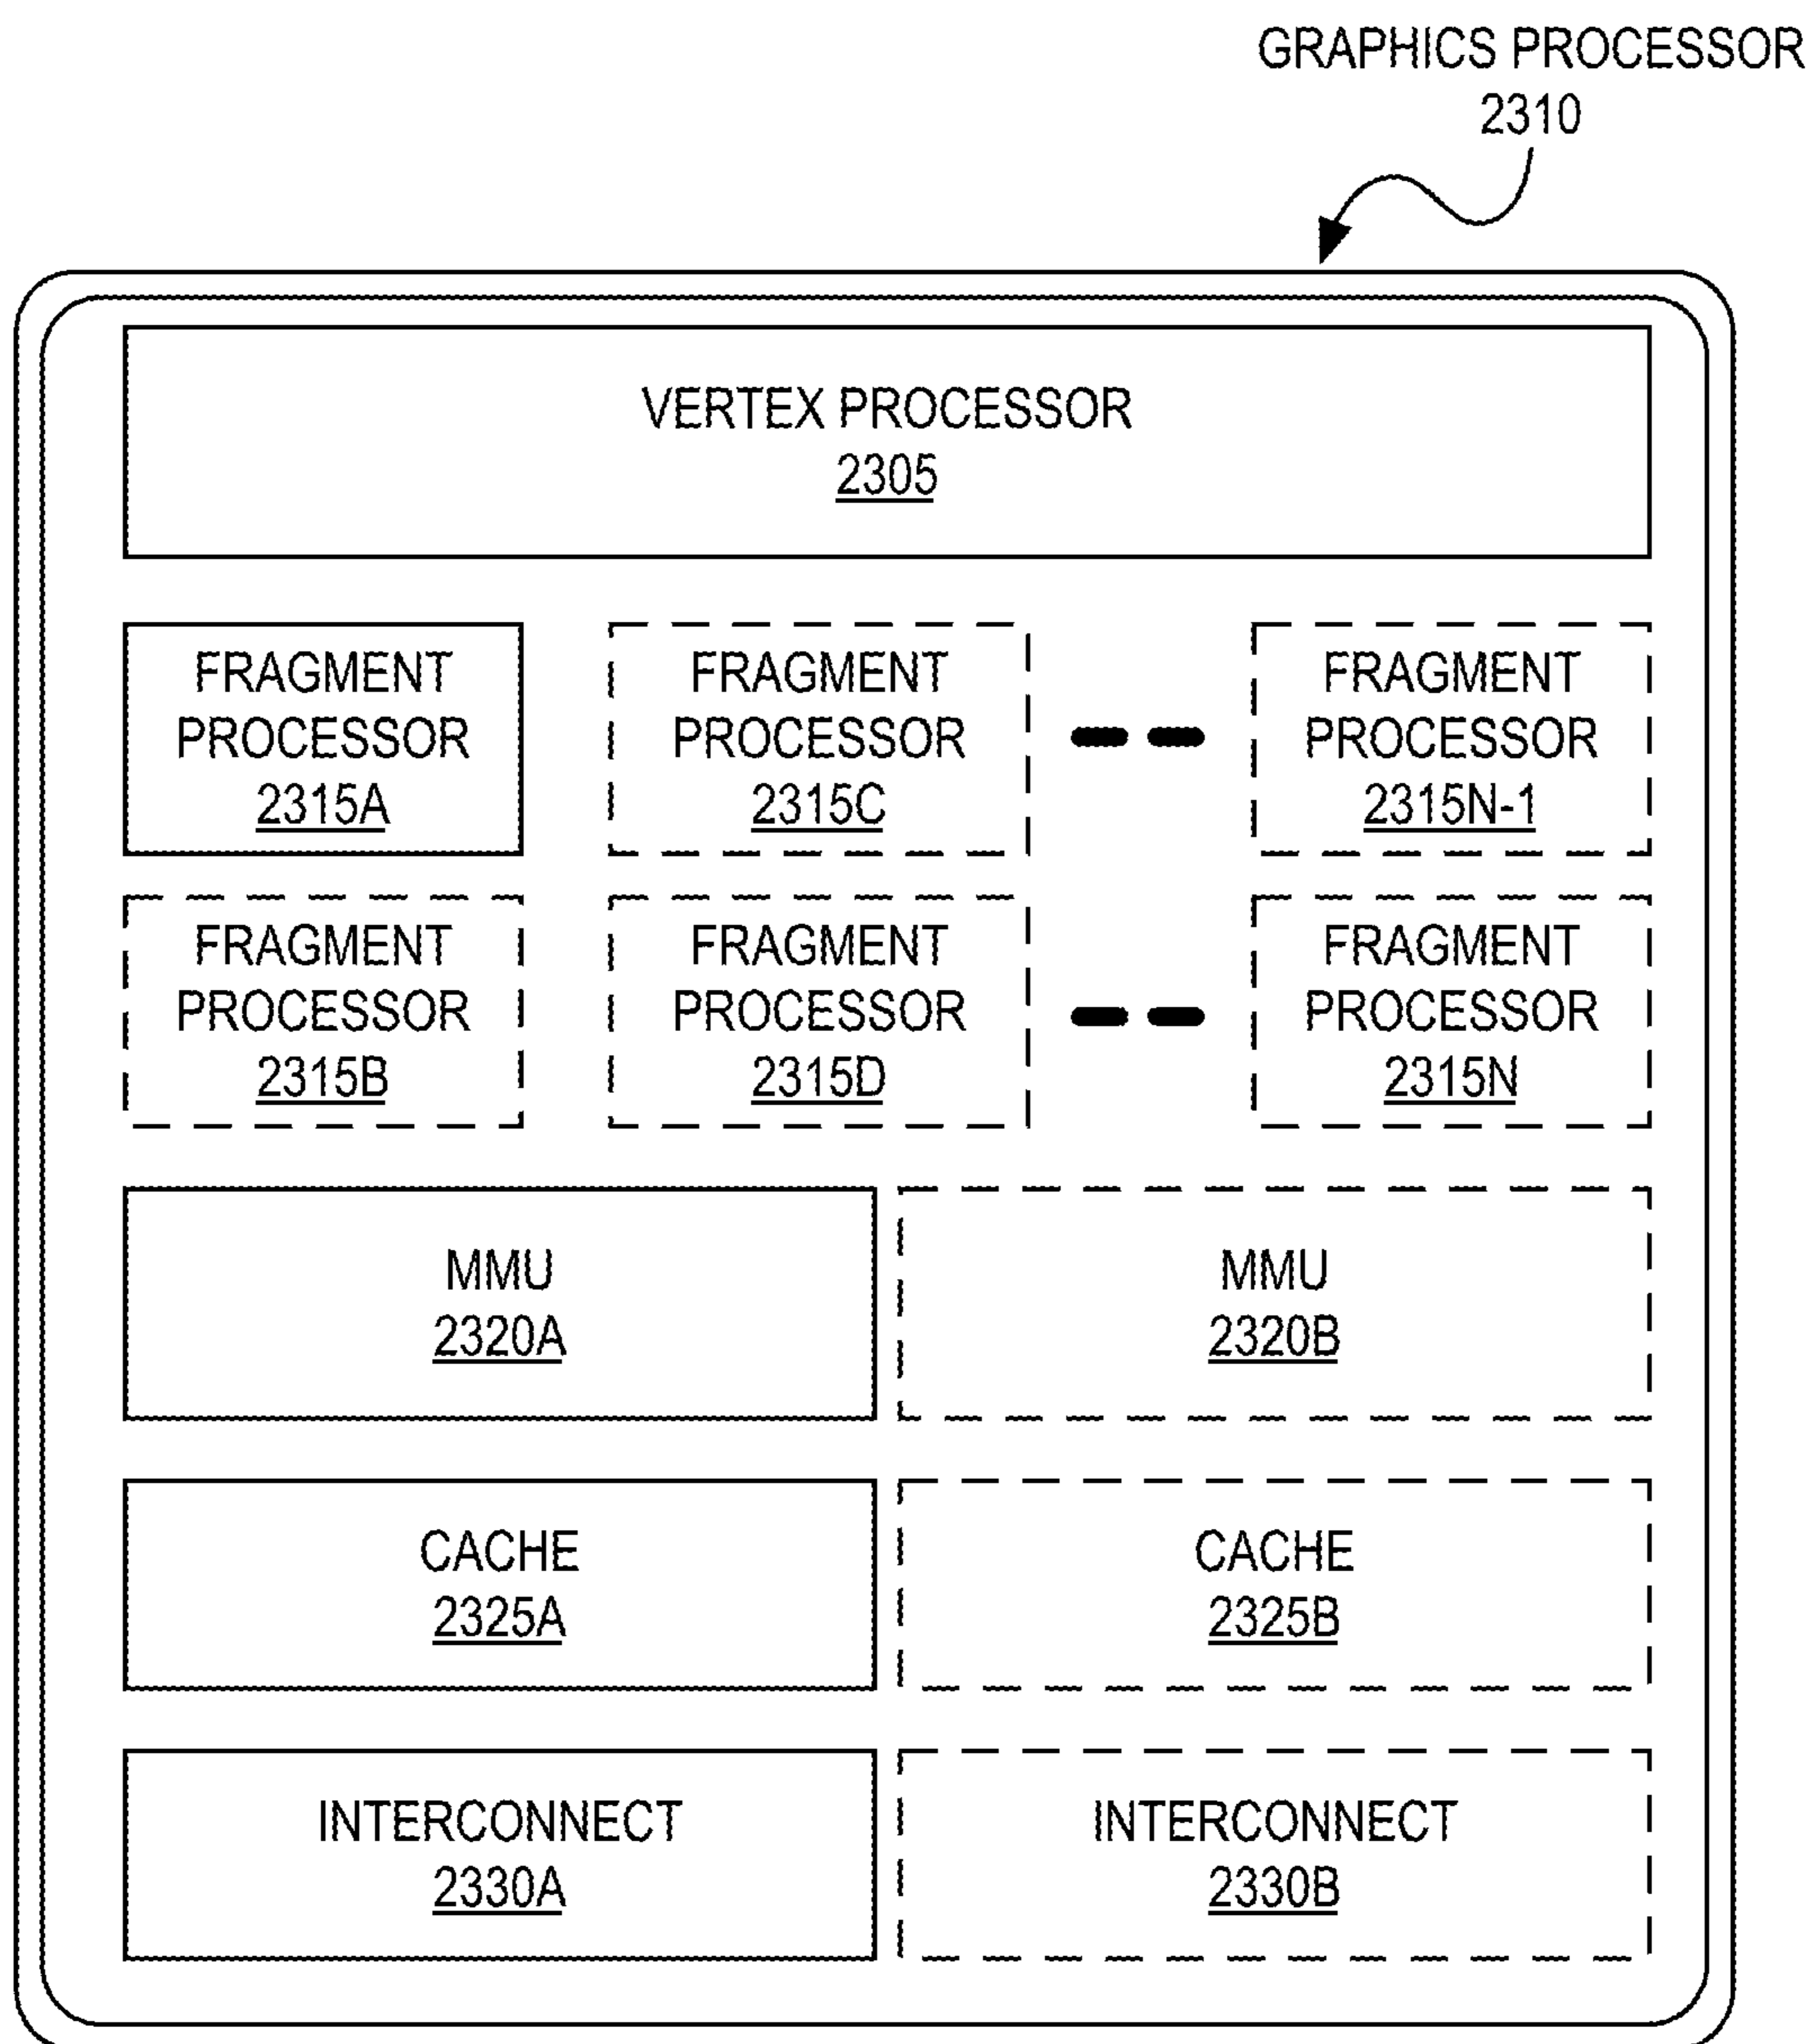 GRAPHICS PROCESSOR
2310
VERTEX PROCESSOR
2305
FRAGMENT
PROCESSOR
2315A
FRAGMENT
PROCESSOR
2315C
FRAGMENT
PROCESSOR
2315N-1
FRAGMENT
PROCESSOR
2315B
FRAGMENT
PROCESSOR
2315D
FRAGMENT
PROCESSOR
2315N
MMU
2320A
MMU
2320B
CACHE
2325A
CACHE
2325B
INTERCONNECT
2330A
INTERCONNECT
2330B